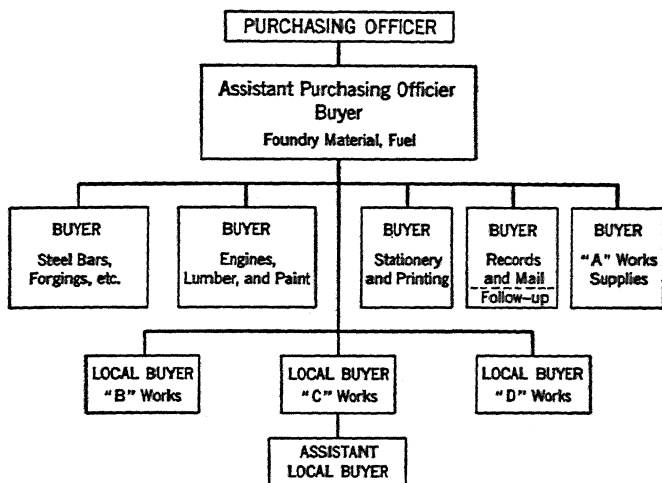 PURCHASING OFFICER
Assistant Purchasing Officier
Buyer
Foundry Material, Fuel
BUYER
Steel Bars,
Forgings, etc.
BUYER
Engines,
Lumber, and Paint
BUYER
Stationery
and Printing
BUYER
Records
and Mail
Follow-up
BUYER
"A" Works
Supplies
LOCAL BUYER
"B" Works
LOCAL BUYER
"C" Works
LOCAL BUYER
"D" Works
ASSISTANT
LOCAL BUYER